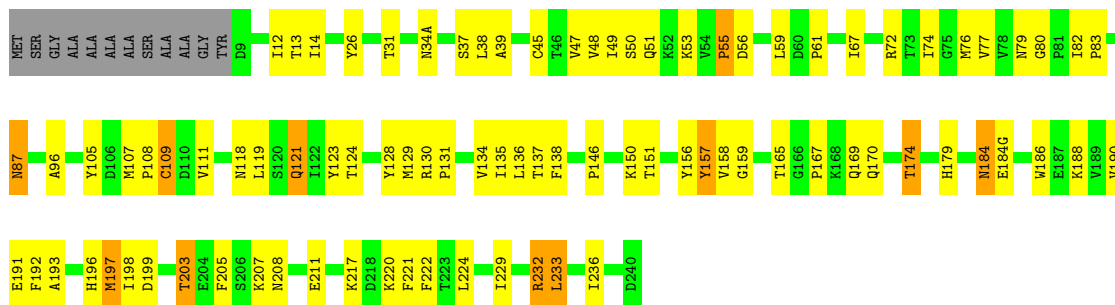 MET SER GLY ALA ALA ALA ALA SER ALA ALA GLY TYR D9 I12 T13 I14 Y26 T31 N34A S37 L38 A39 C45 T46 V47 V48 I49 S50 Q51 K52 K53 V54 P55 D56 L59 D60 P61 I67 R72 T73 I74 G75 M76 V77 V78 N79 G80 P81 I82 P83
N87 A96 Y105 D106 M107 P108 C109 D110 V111 N118 L119 S120 Q121 I122 Y123 T124 Y128 M129 R130 P131 V134 I135 L136 T137 F138 P146 K150 T151 Y156 Y157 V158 G159 T165 G166 P167 K168 Q169 Q170 T174 H179 N184 E184G W186 E187 K188 V189 V190
E191 F192 A193 H196 M197 I198 D199 T203 E204 F205 S206 K207 N208 E211 K217 D218 K220 F221 F222 T223 L224 I229 R232 L233 I236 D240